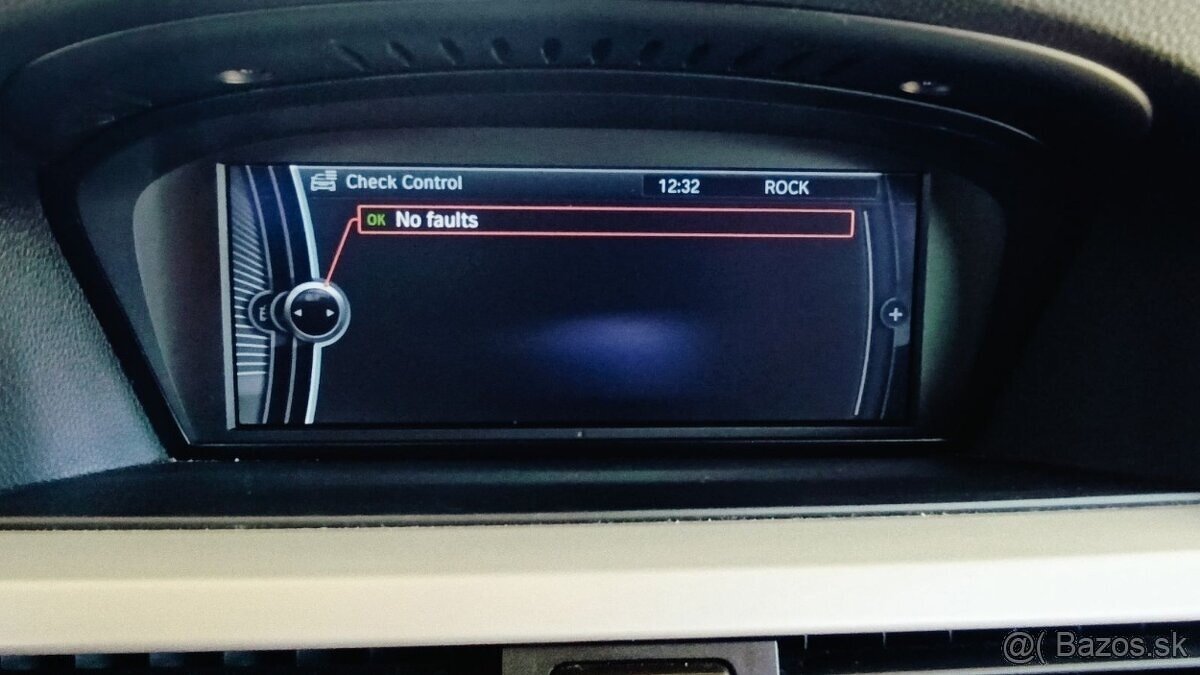 Check Control
12:32
ROCK
OK No faults
@( Bazos.sk